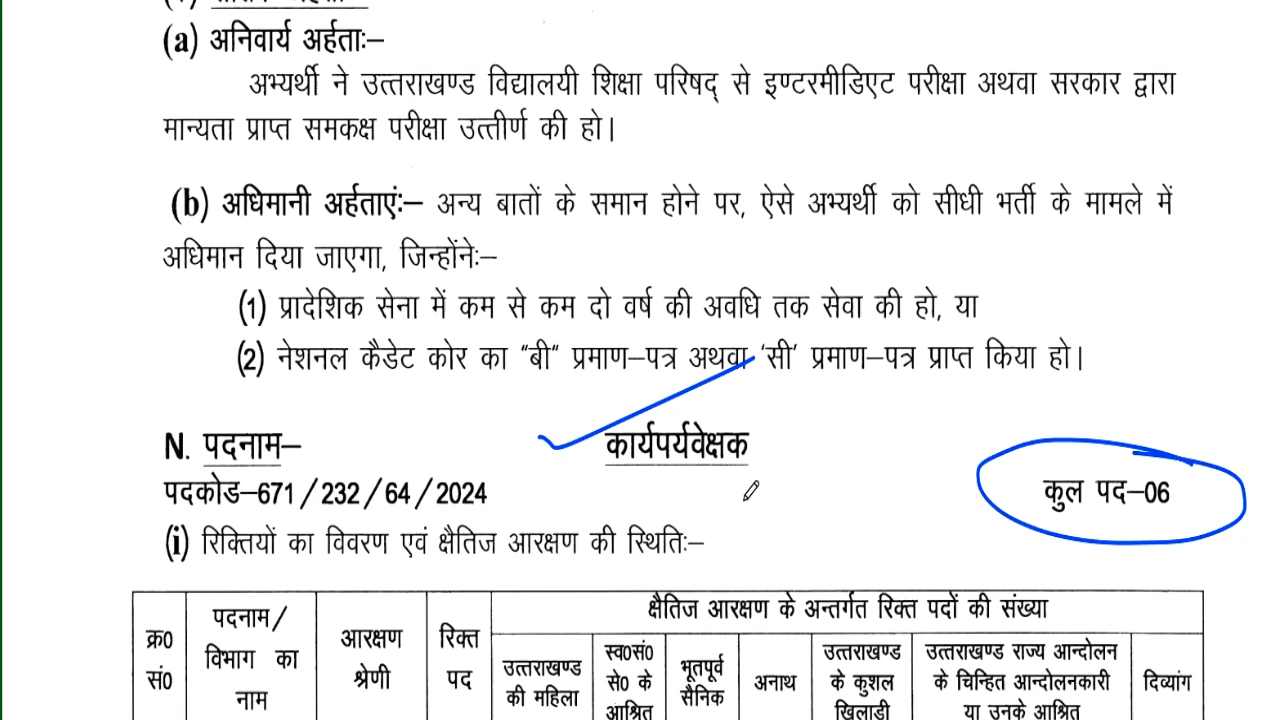 (a) अनिवार्य अर्हताः–
अभ्यर्थी ने उत्तराखण्ड विद्यालयी शिक्षा परिषद् से इण्टरमीडिएट परीक्षा अथवा सरकार द्वारा
मान्यता प्राप्त समकक्ष परीक्षा उत्तीर्ण की हो।
(b) अधिमानी अर्हताएंः– अन्य बातों के समान होने पर, ऐसे अभ्यर्थी को सीधी भर्ती के मामले में
अधिमान दिया जाएगा, जिन्होंनेः–
(1) प्रादेशिक सेना में कम से कम दो वर्ष की अवधि तक सेवा की हो, या
(2) नेशनल कैडेट कोर का "बी" प्रमाण–पत्र अथवा 'सी' प्रमाण–पत्र प्राप्त किया हो।
N. पदनाम– कार्यपर्यवेक्षक
पदकोड–671/232/64/2024 कुल पद–06
(i) रिक्तियों का विवरण एवं क्षैतिज आरक्षण की स्थितिः–
क्षैतिज आरक्षण के अन्तर्गत रिक्त पदों की संख्या
क्र0
सं0
पदनाम/
विभाग का
नाम
आरक्षण
श्रेणी
रिक्त
पद
उत्तराखण्ड
की महिला
स्व0सं0
से0 के
आश्रित
भूतपूर्व
सैनिक
अनाथ
उत्तराखण्ड
के कुशल
खिलाड़ी
उत्तराखण्ड राज्य आन्दोलन
के चिन्हित आन्दोलनकारी
या उनके आश्रित
दिव्यांग